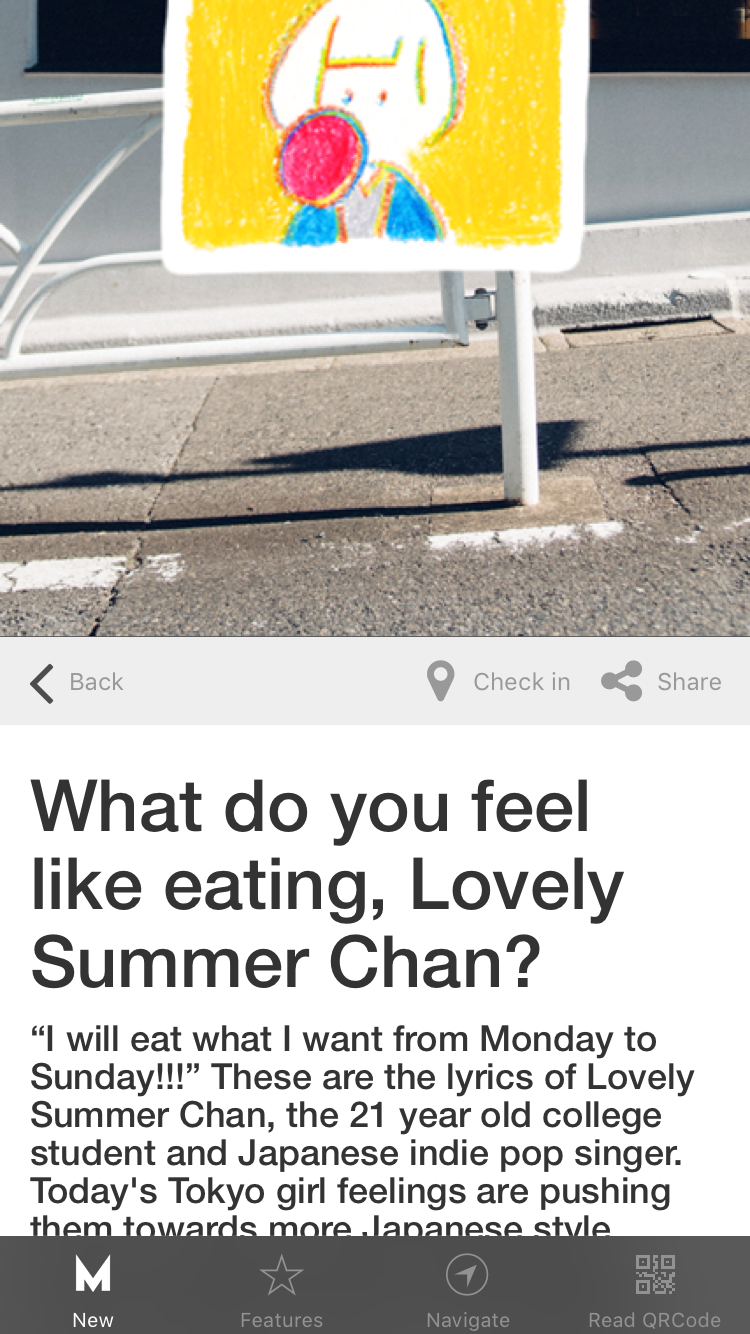 Back
Check in
Share
What do you feel
like eating, Lovely
Summer Chan?
“I will eat what I want from Monday to
Sunday!!!” These are the lyrics of Lovely
Summer Chan, the 21 year old college
student and Japanese indie pop singer.
Today's Tokyo girl feelings are pushing
them towards more Japanese style
M
New
Features
Navigate
Read QRCode